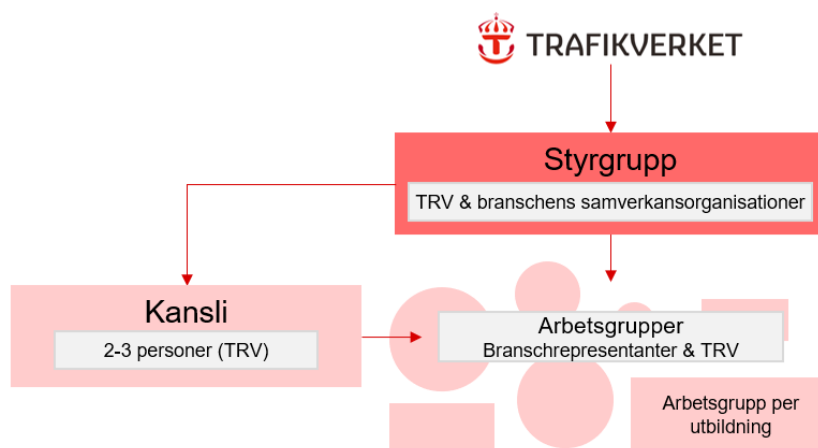 TRAFIKVERKET
Styrgrupp
TRV & branschens samverkansorganisationer
Kansli
2-3 personer (TRV)
Arbetsgrupper
Branschrepresentanter & TRV
Arbetsgrupp per
utbildning